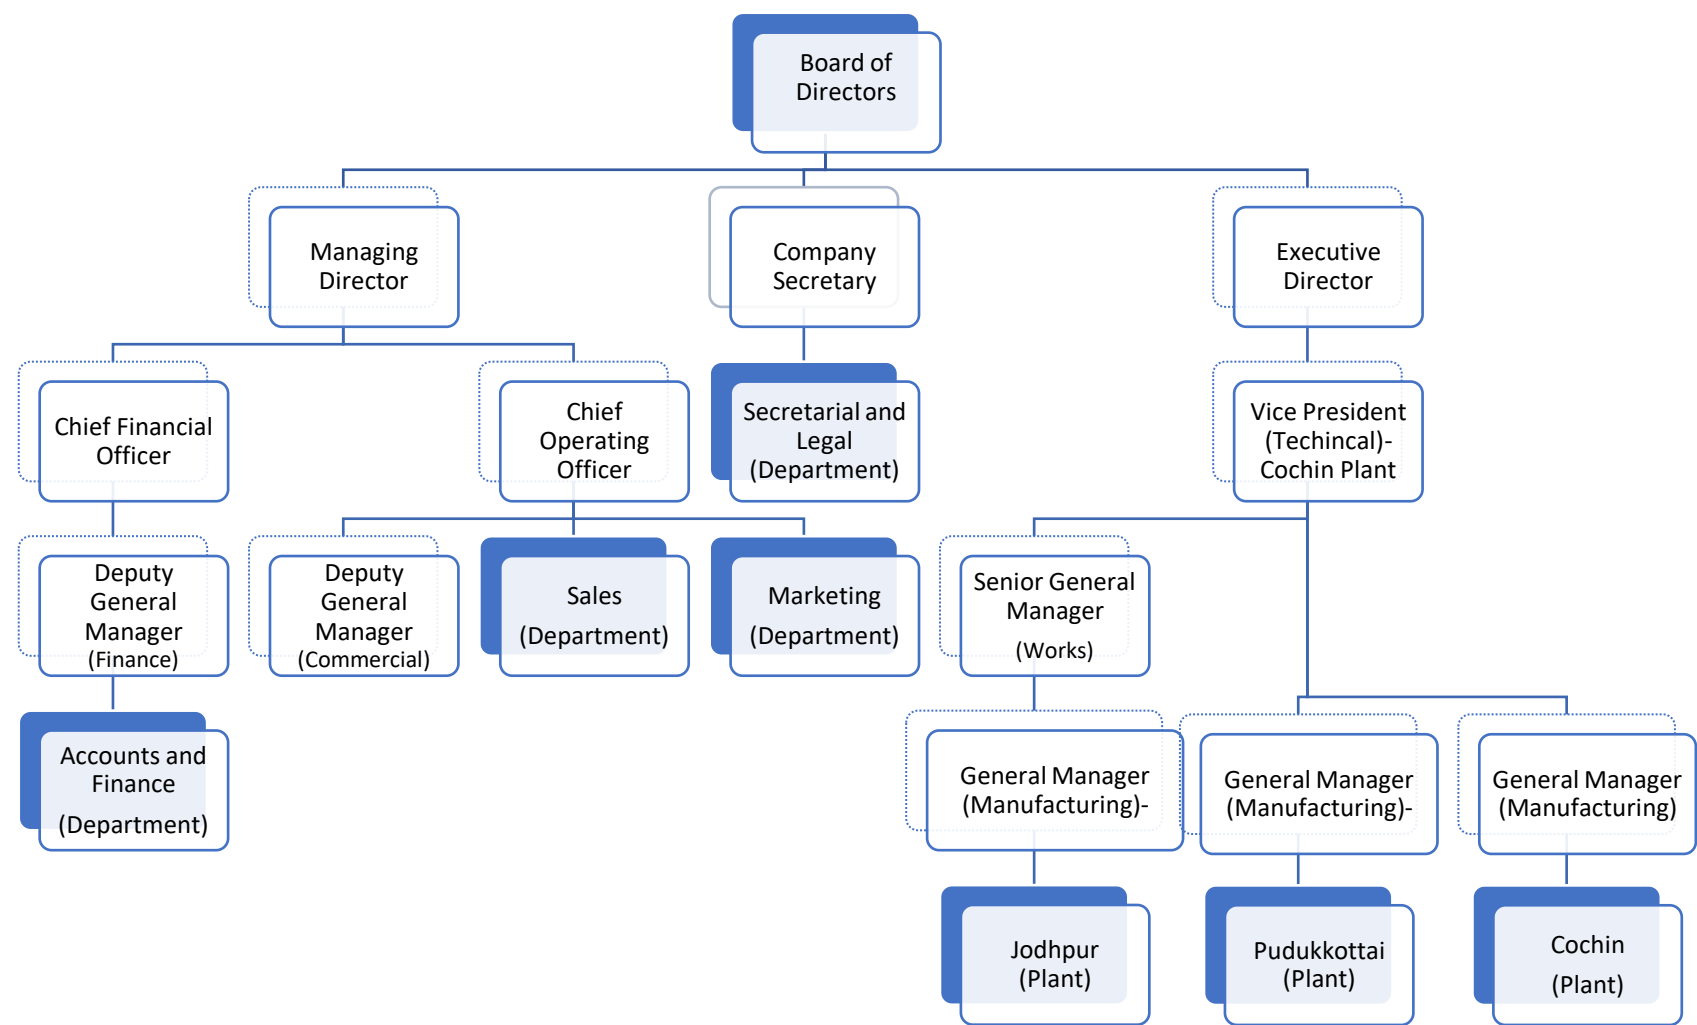 Board of
Directors
Managing
Director
Company
Secretary
Executive
Director
Chief Financial
Officer
Chief
Operating
Officer
Secretarial and
Legal
(Department)
Vice President
(Techincal)-
Cochin Plant
Deputy
General
Manager
(Finance)
Deputy
General
Manager
(Commercial)
Sales
(Department)
Marketing
(Department)
Senior General
Manager
(Works)
Accounts and
Finance
(Department)
General Manager
(Manufacturing)-
General Manager
(Manufacturing)-
General Manager
(Manufacturing)
Jodhpur
(Plant)
Pudukkottai
(Plant)
Cochin
(Plant)